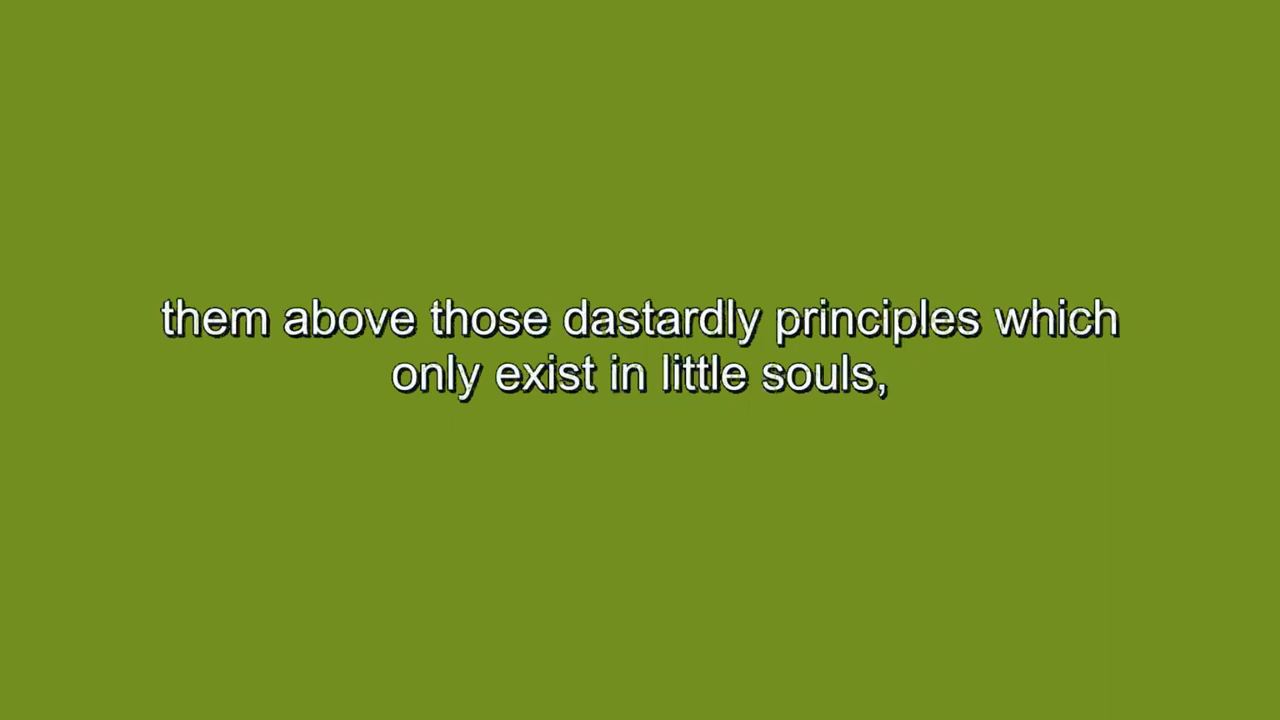 them above those dastardly principles which
only exist in little souls,